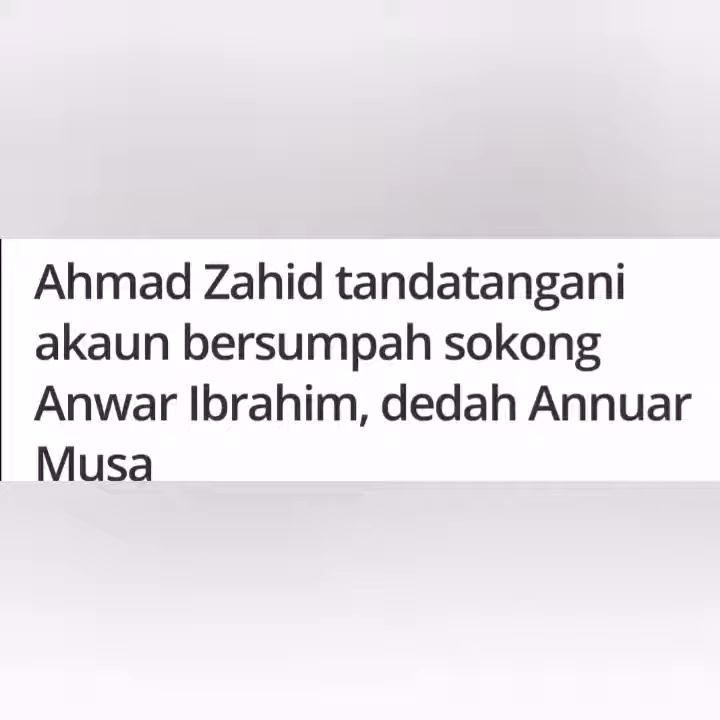 Ahmad Zahid tandatangani
akaun bersumpah sokong
Anwar Ibrahim, dedah Annuar
Musa